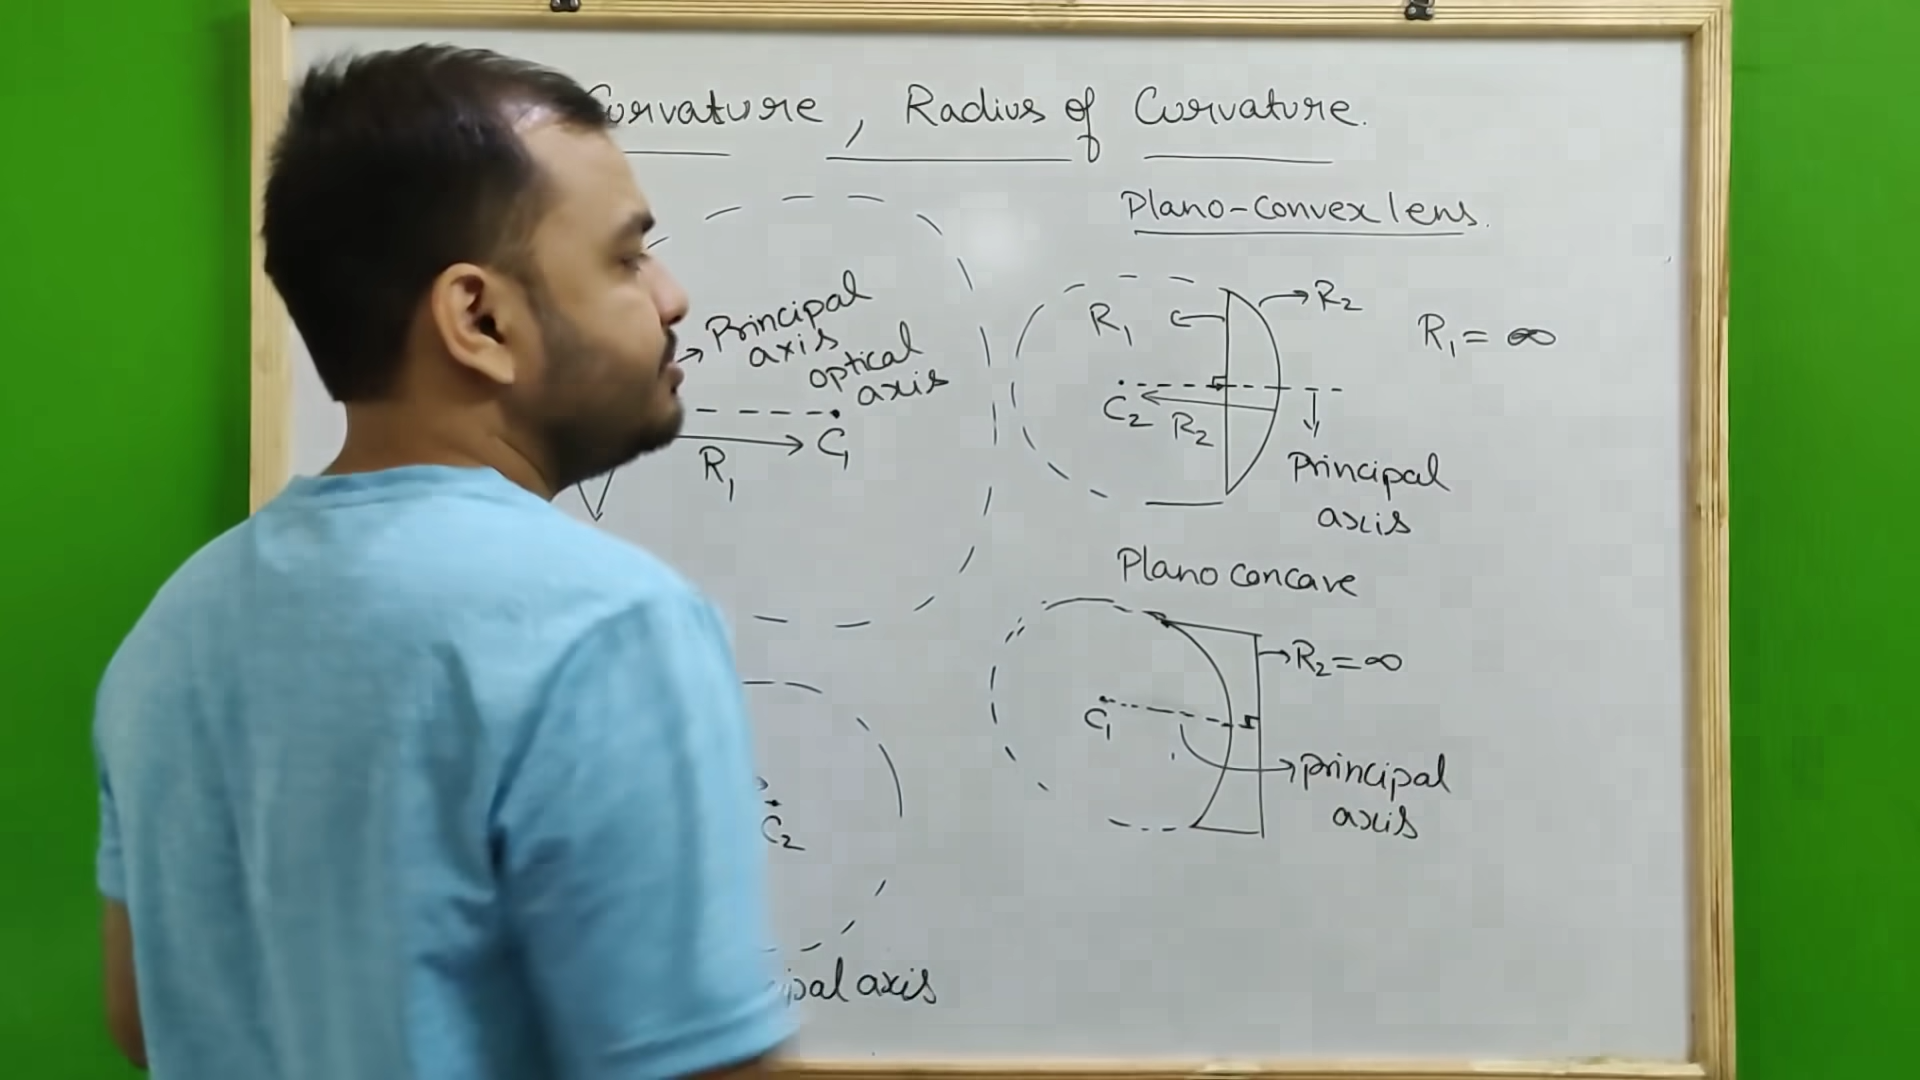 Curvature, Radius of Curvature.
Principal
axis
optical
axis
C1
R1
C2
axis
Plano-convex lens.
R1
R2
R1 = ∞
C2
R2
Principal
axis
Plano concave
R2 = ∞
C1
principal
axis